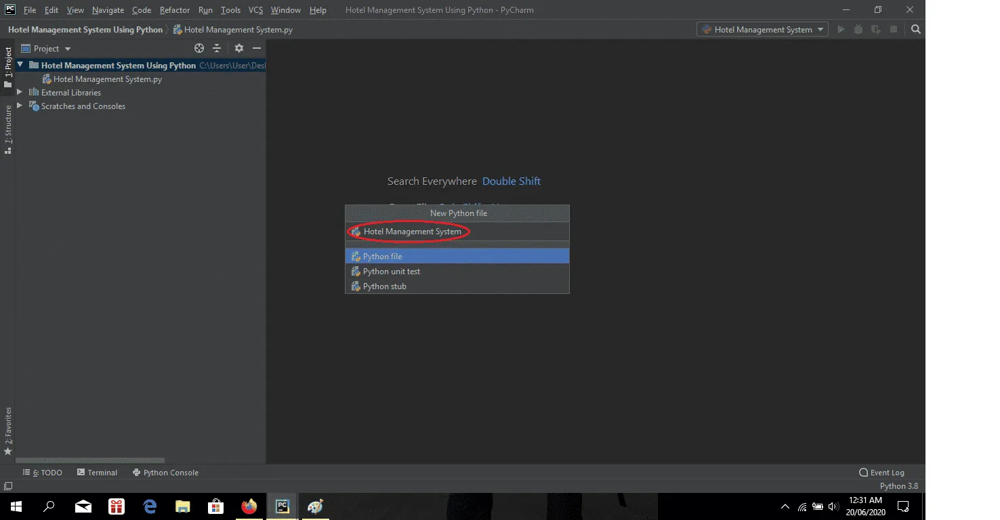 PC File Edit View Navigate Code Refactor Run Tools VCS Window Help Hotel Management System Using Python - PyCharm
Hotel Management System Using Python Hotel Management System.py Hotel Management System
1: Project
Project
Hotel Management System Using Python C:\Users\User\Des
Hotel Management System.py
External Libraries
Scratches and Consoles
7: Structure
Search Everywhere Double Shift
New Python file
Hotel Management System
Python file
Python unit test
Python stub
2: Favorites
6: TODO Terminal Python Console Event Log
Python 3.8
PC
12:31 AM
20/06/2020